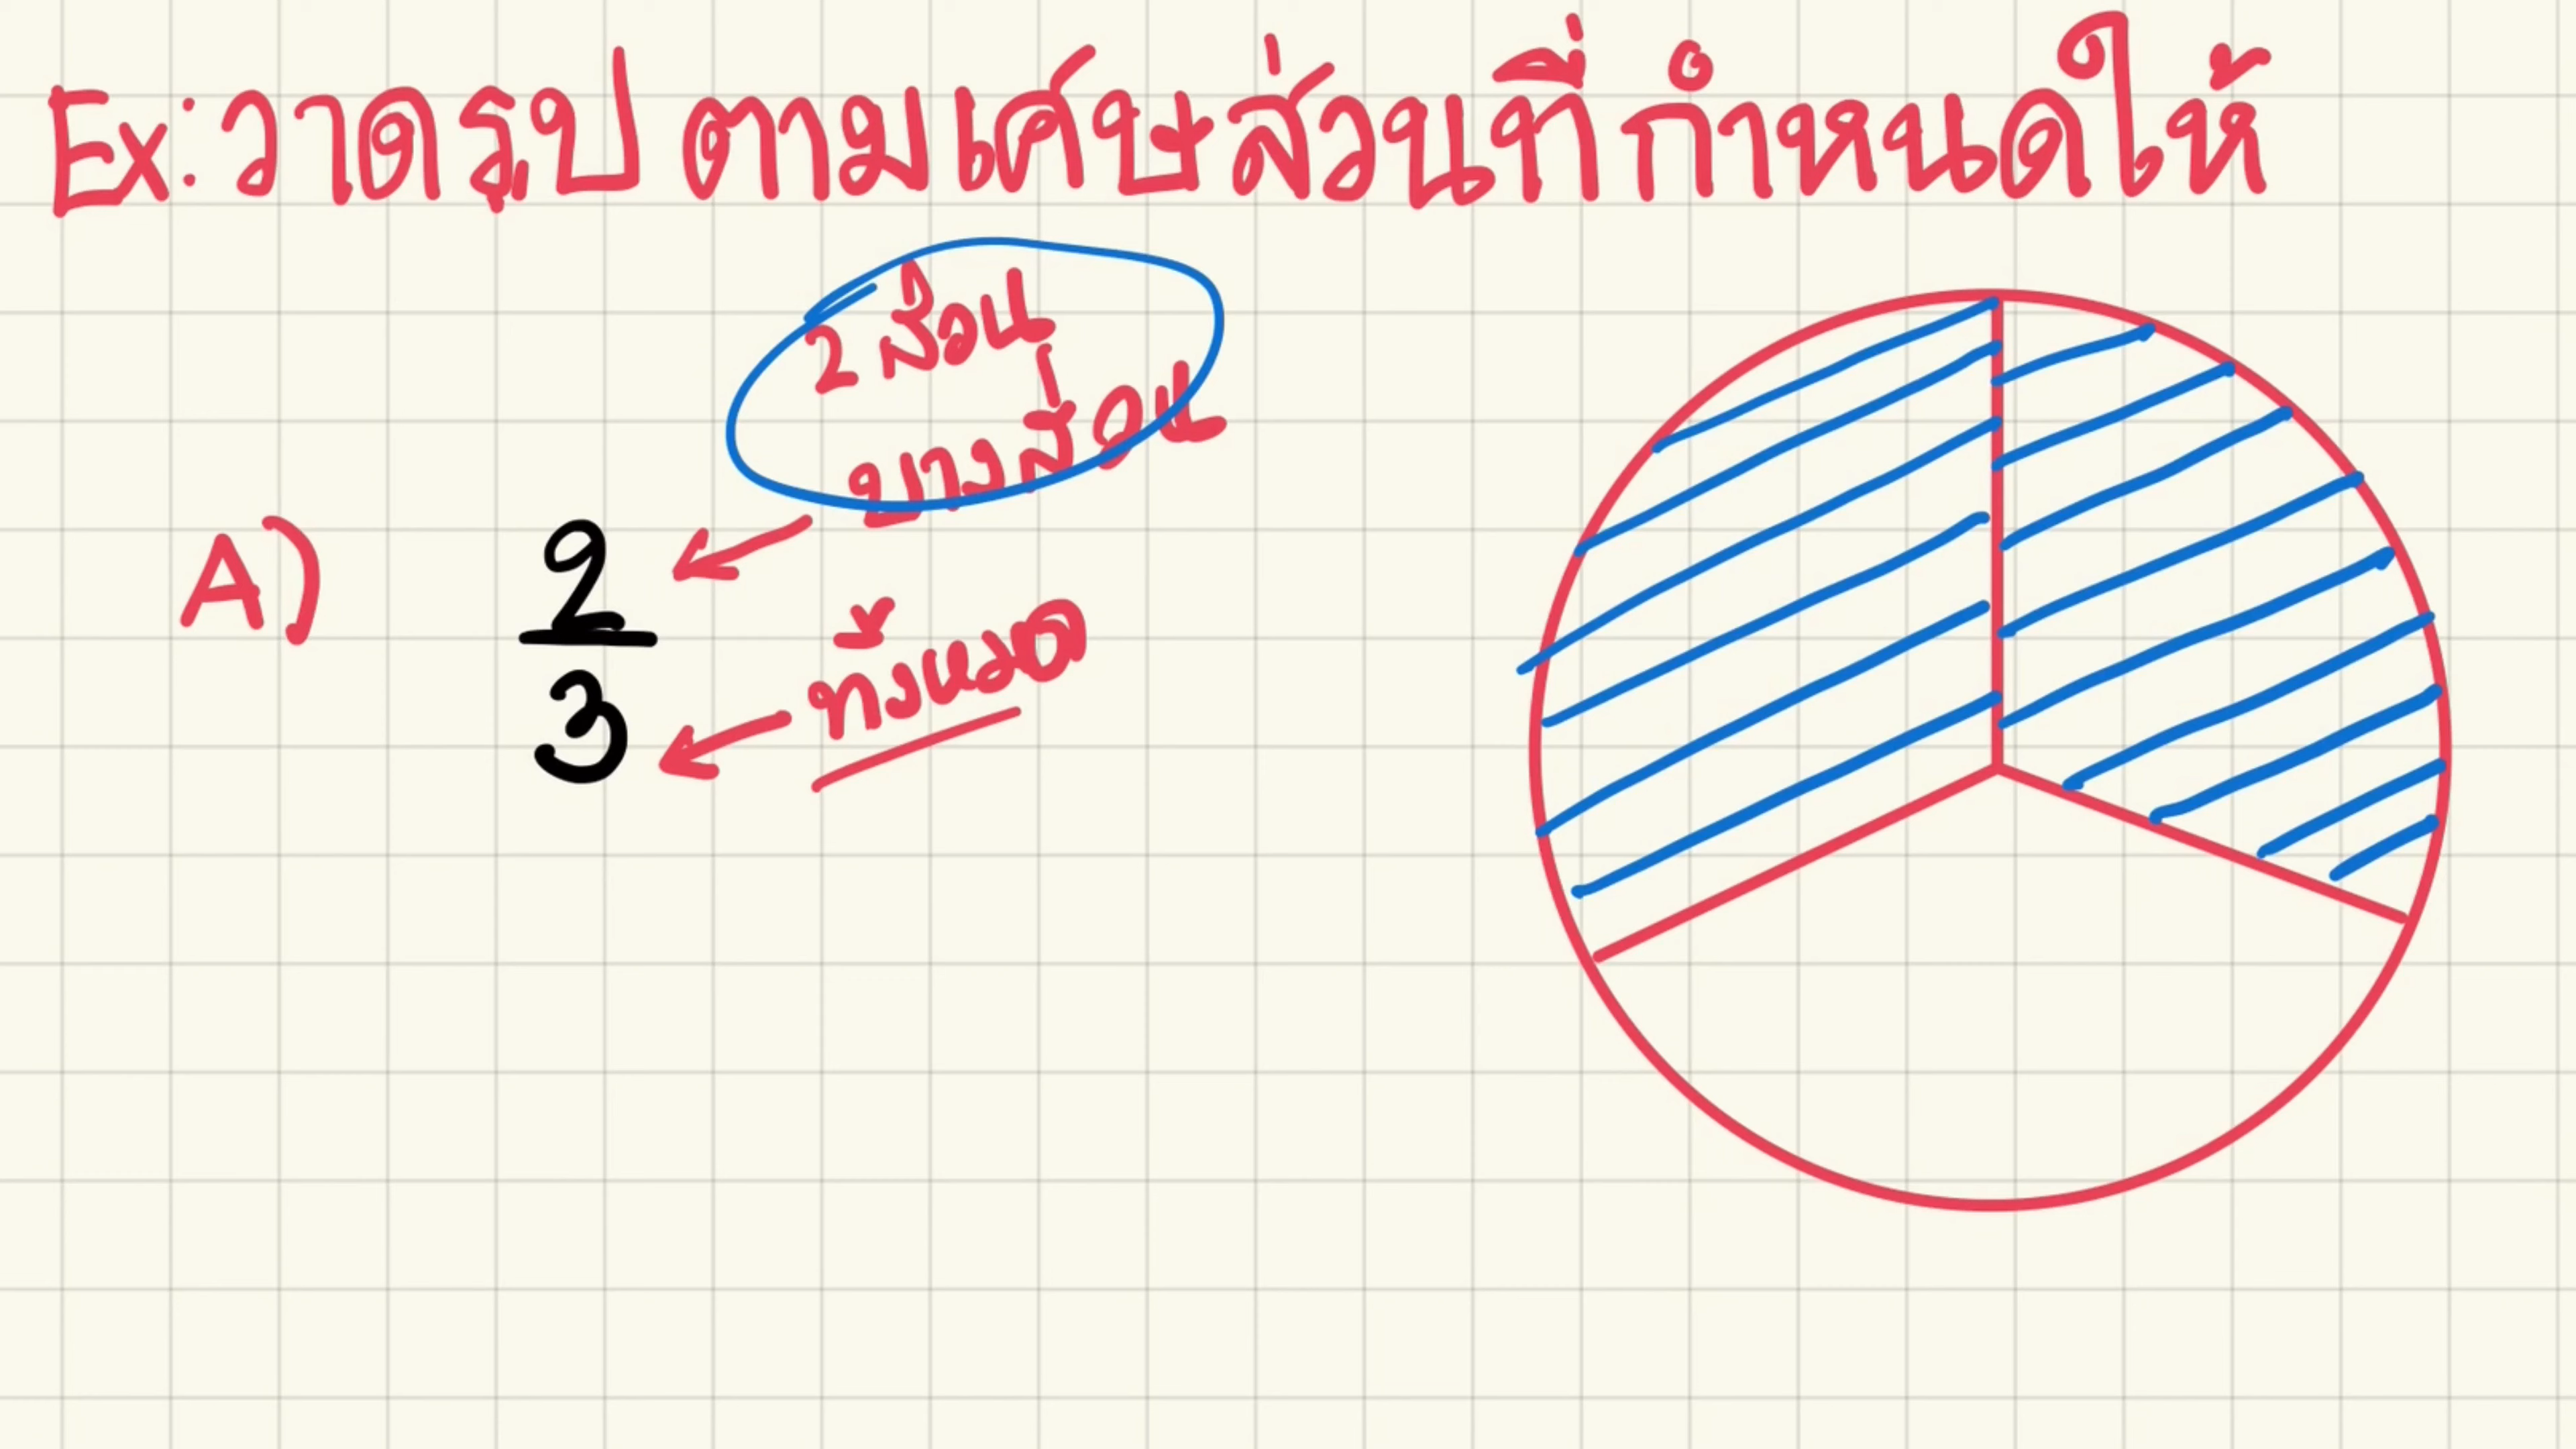 Ex: วาดรูป ตามเศษส่วนที่กำหนดให้
2 ส่วน
บางส่วน
A) 2
3
ทั้งหมด